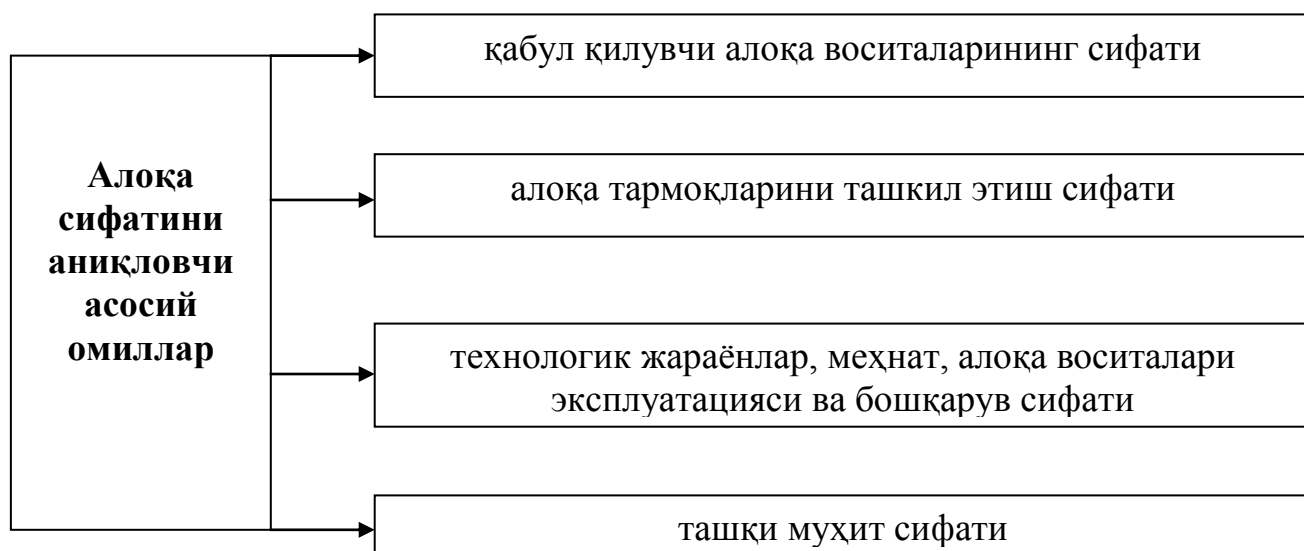 қабул қилувчи алоқа воситаларининг сифати
Алоқа
сифатини
аниқловчи
асосий
омиллар
алоқа тармоқларини ташкил этиш сифати
технологик жараёнлар, меҳнат, алоқа воситалари
эксплуатацияси ва бошқарув сифати
ташқи муҳит сифати